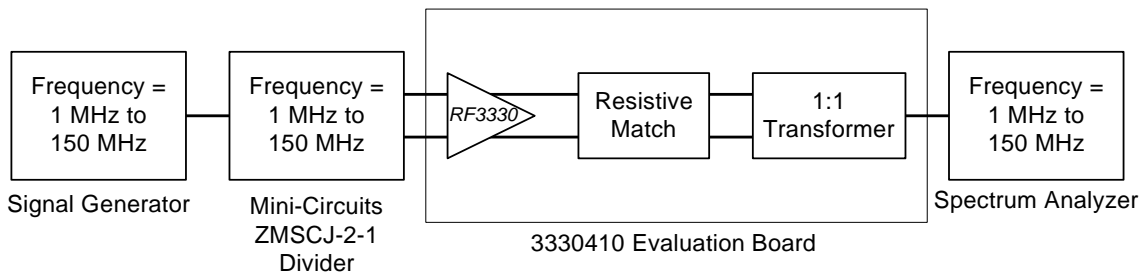 Frequency =
1 MHz to
150 MHz
Signal Generator
Frequency =
1 MHz to
150 MHz
Mini-Circuits
ZMSCJ-2-1
Divider
RF3330
Resistive
Match
1:1
Transformer
3330410 Evaluation Board
Frequency =
1 MHz to
150 MHz
Spectrum Analyzer